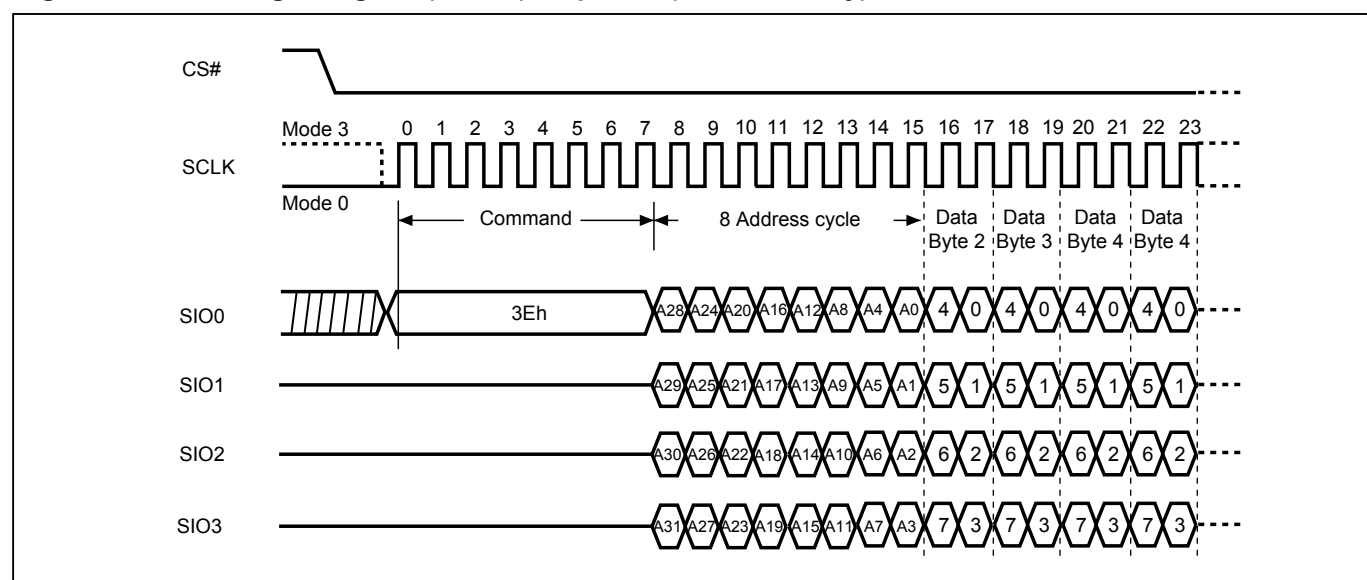 CS#
Mode 3 0 1 2 3 4 5 6 7 8 9 10 11 12 13 14 15 16 17 18 19 20 21 22 23
SCLK
Mode 0
Command 8 Address cycle Data Data Data Data
Byte 2 Byte 3 Byte 4 Byte 4
SIO0 3Eh A28 A24 A20 A16 A12 A8 A4 A0 4 0 4 0 4 0 4 0
SIO1 A29 A25 A21 A17 A13 A9 A5 A1 5 1 5 1 5 1 5 1
SIO2 A30 A26 A22 A18 A14 A10 A6 A2 6 2 6 2 6 2 6 2
SIO3 A31 A27 A23 A19 A15 A11 A7 A3 7 3 7 3 7 3 7 3